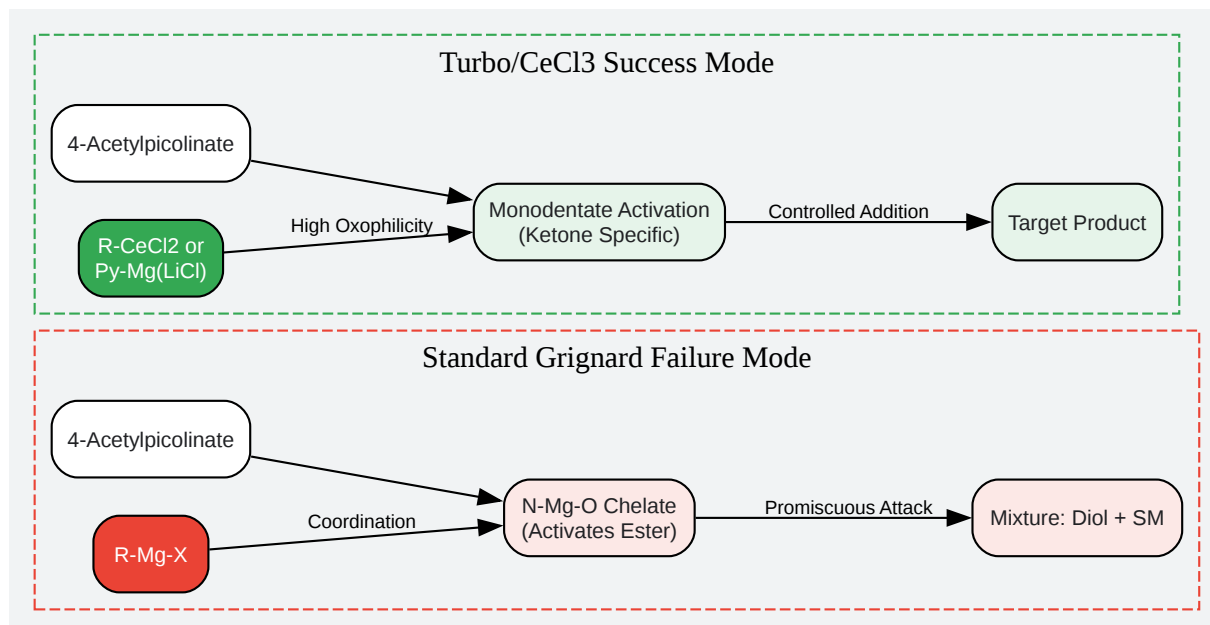 Turbo/CeCl3 Success Mode
4-Acetylpicolinate
High Oxophilicity
R-CeCl2 or
Py-Mg(LiCl)
Monodentate Activation
(Ketone Specific)
Controlled Addition
Target Product
Standard Grignard Failure Mode
4-Acetylpicolinate
Coordination
R-Mg-X
N-Mg-O Chelate
(Activates Ester)
Promiscuous Attack
Mixture: Diol + SM